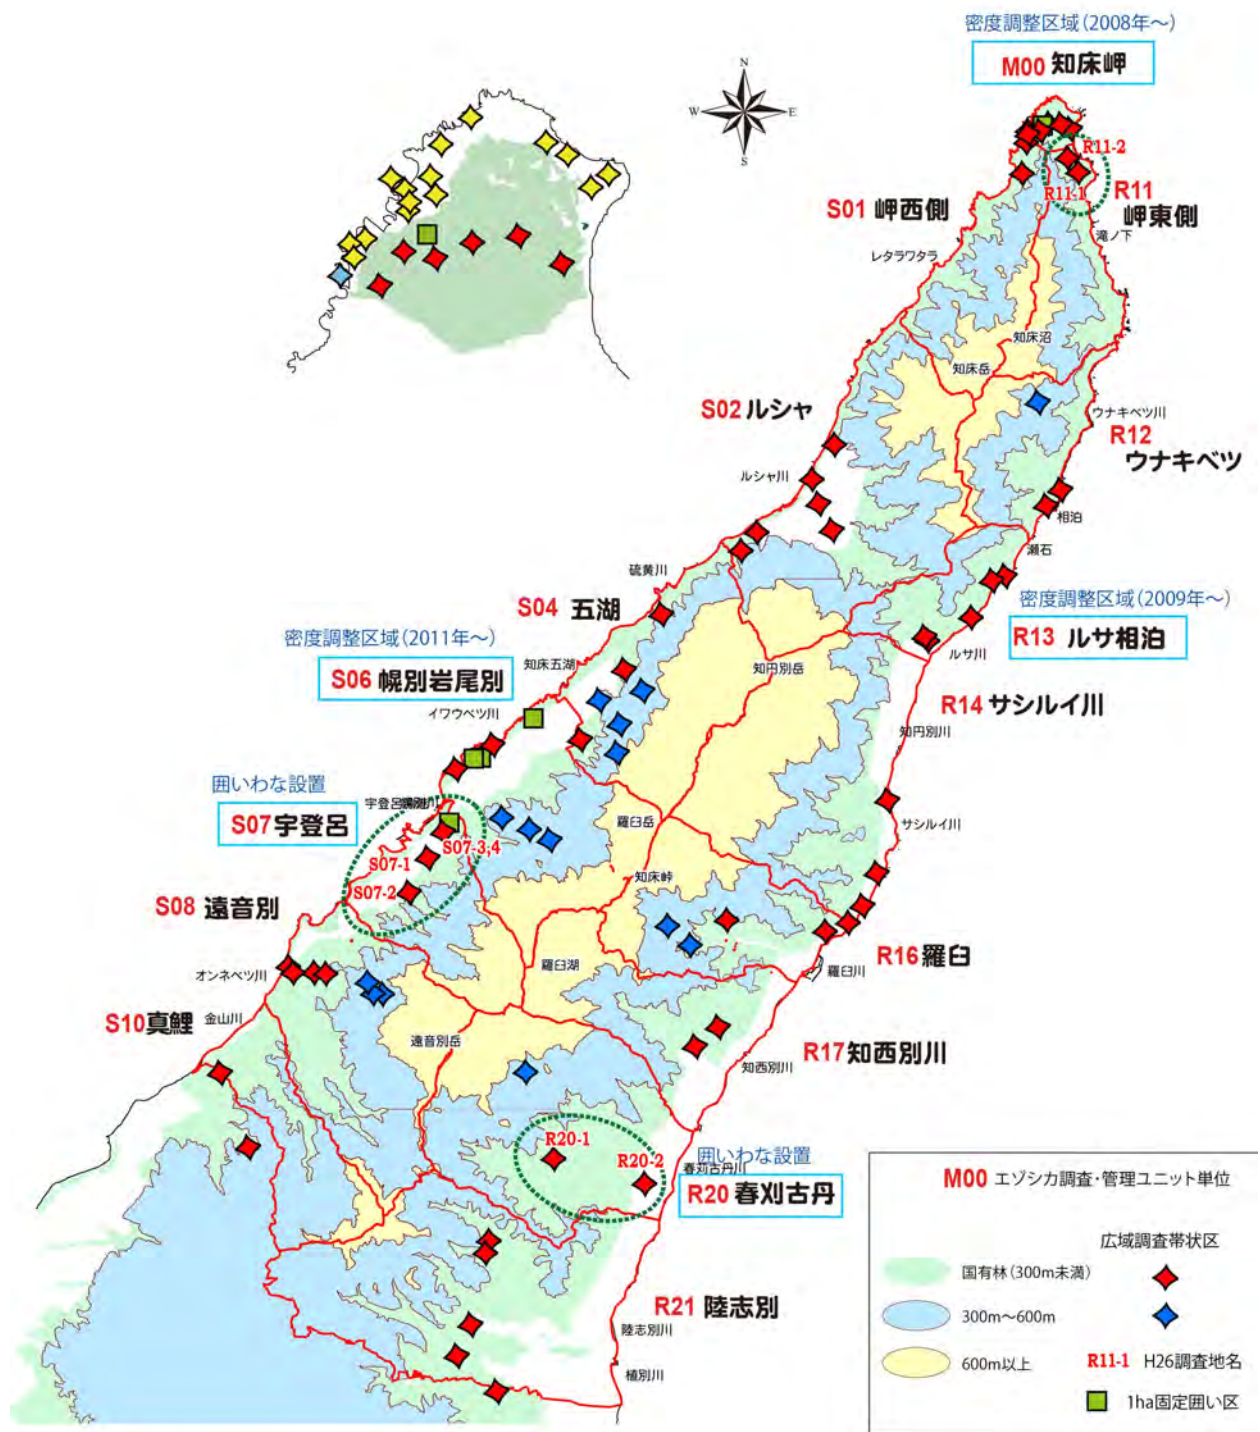 密度調整区域(2008年～)
M00 知床岬
N
W
E
S
R11-2
R11-1
R11
岬東側
S01 岬西側
滝ノ下
レタラワタラ
知床沼
知床岳
S02 ルシャ
ウナキベツ川
R12
ウナキベツ
ルシャ川
相泊
瀬石
硫黄川
S04 五湖
密度調整区域(2009年～)
R13 ルサ相泊
ルサ川
密度調整区域(2011年～)
S06 幌別岩尾別
知床五湖
知円別岳
イワウベツ川
R14 サシルイ川
知円別川
囲いわな設置
S07 宇登呂
宇登呂
サシルイ川
羅臼岳
S07-3,4
S07-1
S07-2
知床峠
S08 遠音別
R16 羅臼
羅臼川
羅臼湖
オンネベツ川
S10 真鯉
金山川
遠音別岳
R17 知西別川
知西別川
R20-1
R20-2
囲いわな設置
春刈古丹川
R20 春刈古丹
R21 陸志別
陸志別川
植別川
M00 エゾシカ調査・管理ユニット単位
広域調査帯状区
国有林(300m未満)
300m～600m
600m以上
R11-1 H26調査地名
1ha固定囲い区